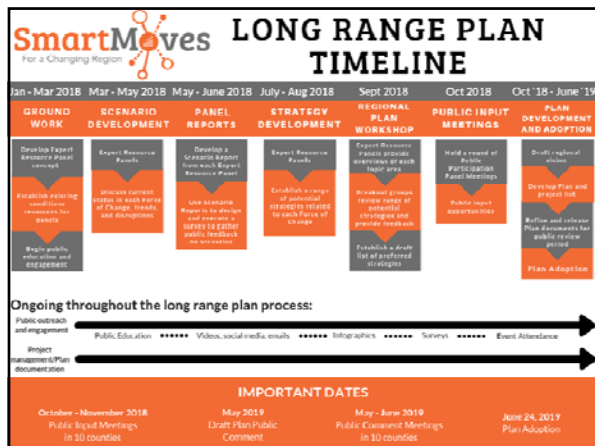 SmartMoves
For a Changing Region
LONG RANGE PLAN
TIMELINE
Jan - Mar 2018
Mar - May 2018
May - June 2018
July - Aug 2018
Sept 2018
Oct 2018
Oct '18 - June '19
GROUND
WORK
SCENARIO
DEVELOPMENT
PANEL
REPORTS
STRATEGY
DEVELOPMENT
REGIONAL
PLAN
WORKSHOP
PUBLIC INPUT
MEETINGS
PLAN
DEVELOPMENT
AND ADOPTION
Develop Expert
Resource Panel
concept
Establish existing
conditions
resources for
panels
Begin public
education and
engagement
Expert Resource
Panels
Discuss current
status in each Force
of Change, trends,
and disruptions
Develop a
Scenario Report
from each Expert
Resource Panel
Use Scenario
Reports to design
and execute a
survey to gather
public feedback
on scenarios
Expert Resource
Panels
Establish a range
of potential
strategies related
to each Force of
Change
Expert Resource
Panels provide
overviews of each
topic area
Breakout groups
review range of
potential
strategies and
provide feedback
Establish a draft
list of preferred
strategies
Hold a round of
Public
Participation
Panel Meetings
Public input
opportunities
Draft regional
vision
Develop Plan and
project list
Refine and release
Plan documents for
public review
period
Plan Adoption
Ongoing throughout the long range plan process:
Public outreach
and engagement
Public Education
Videos, social media, emails
Infographics
Surveys
Event Attendance
Project
management/Plan
documentation
IMPORTANT DATES
October - November 2018
Public Input Meetings
in 10 counties
May 2019
Draft Plan Public
Comment
May - June 2019
Public Comment Meetings
in 10 counties
June 24, 2019
Plan Adoption